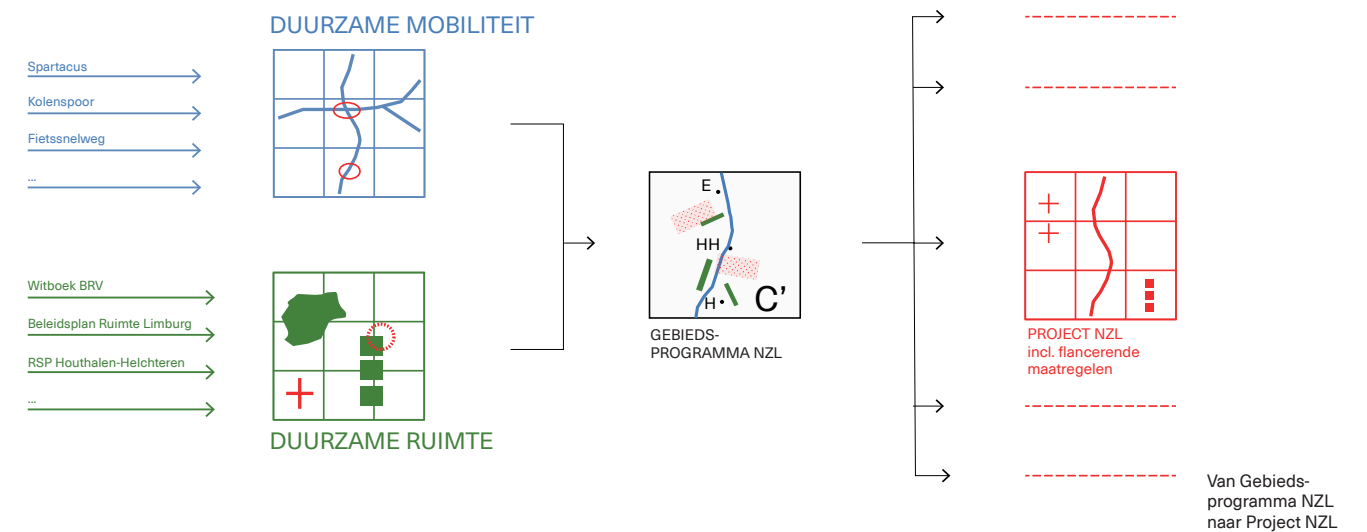 DUURZAME MOBILITEIT
Spartacus
Kolenspoor
Fietssnelweg
...
Witboek BRV
Beleidsplan Ruimte Limburg
RSP Houthalen-Helchteren
...
DUURZAME RUIMTE
E
HH
H
C'
GEBIEDS-
PROGRAMMA NZL
PROJECT NZL
incl. flancerende
maatregelen
Van Gebieds-
programma NZL
naar Project NZL